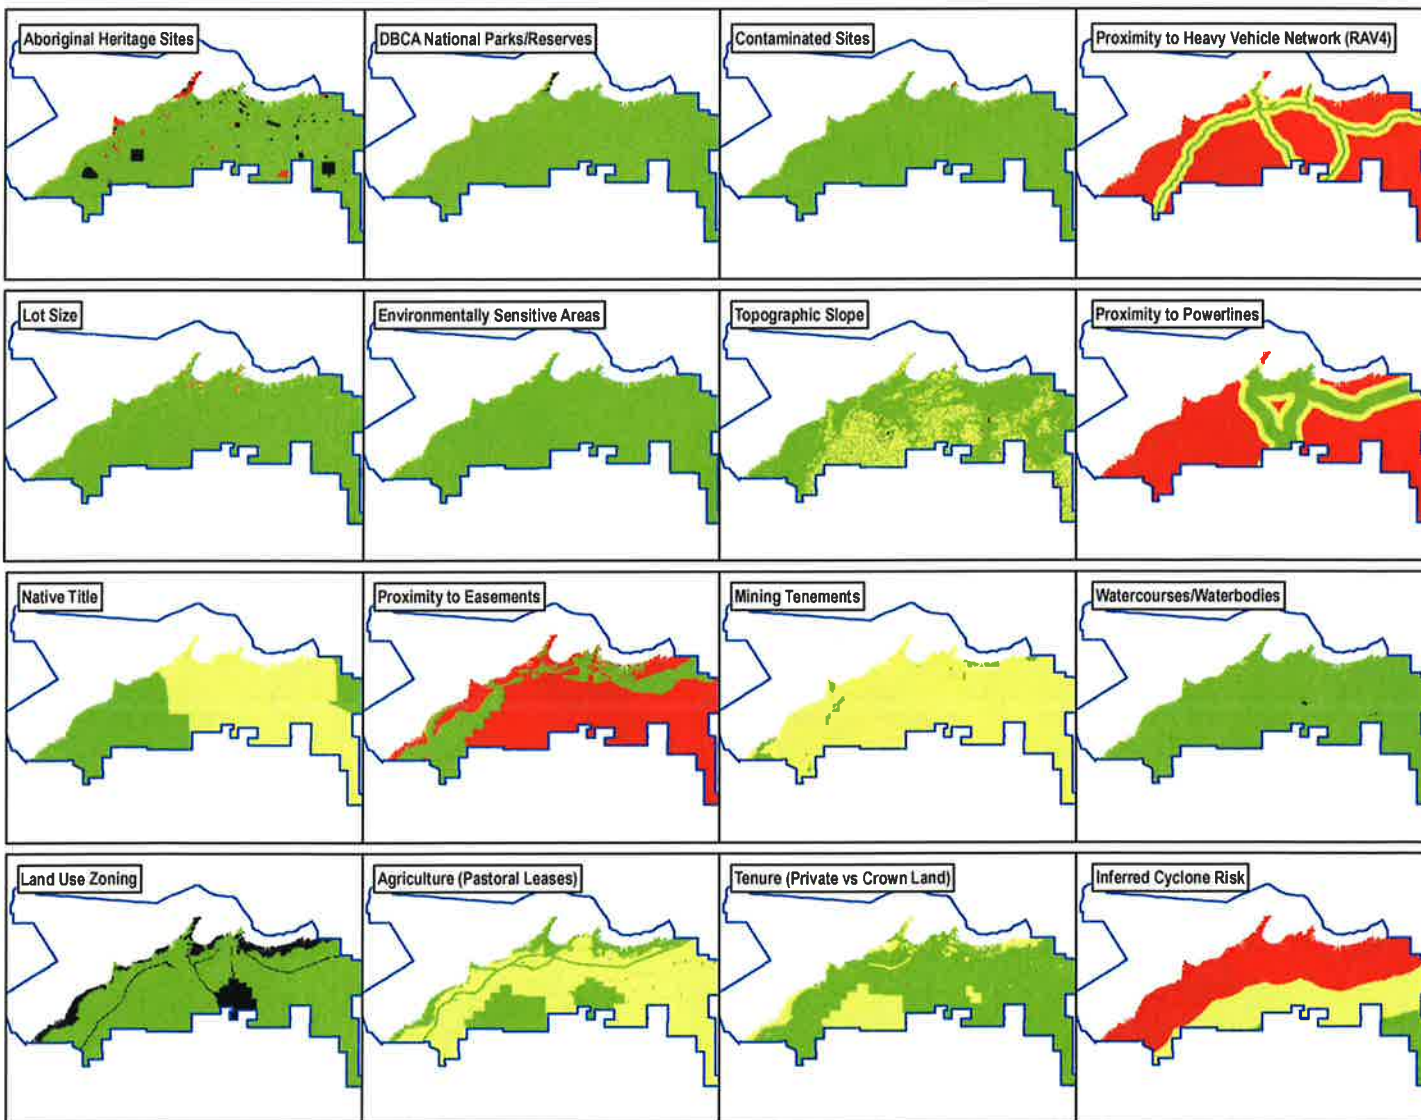 Aboriginal Heritage Sites
DBCA National Parks/Reserves
Contaminated Sites
Proximity to Heavy Vehicle Network (RAV4)
Lot Size
Environmentally Sensitive Areas
Topographic Slope
Proximity to Powerlines
Native Title
Proximity to Easements
Mining Tenements
Watercourses/Waterbodies
Land Use Zoning
Agriculture (Pastoral Leases)
Tenure (Private vs Crown Land)
Inferred Cyclone Risk